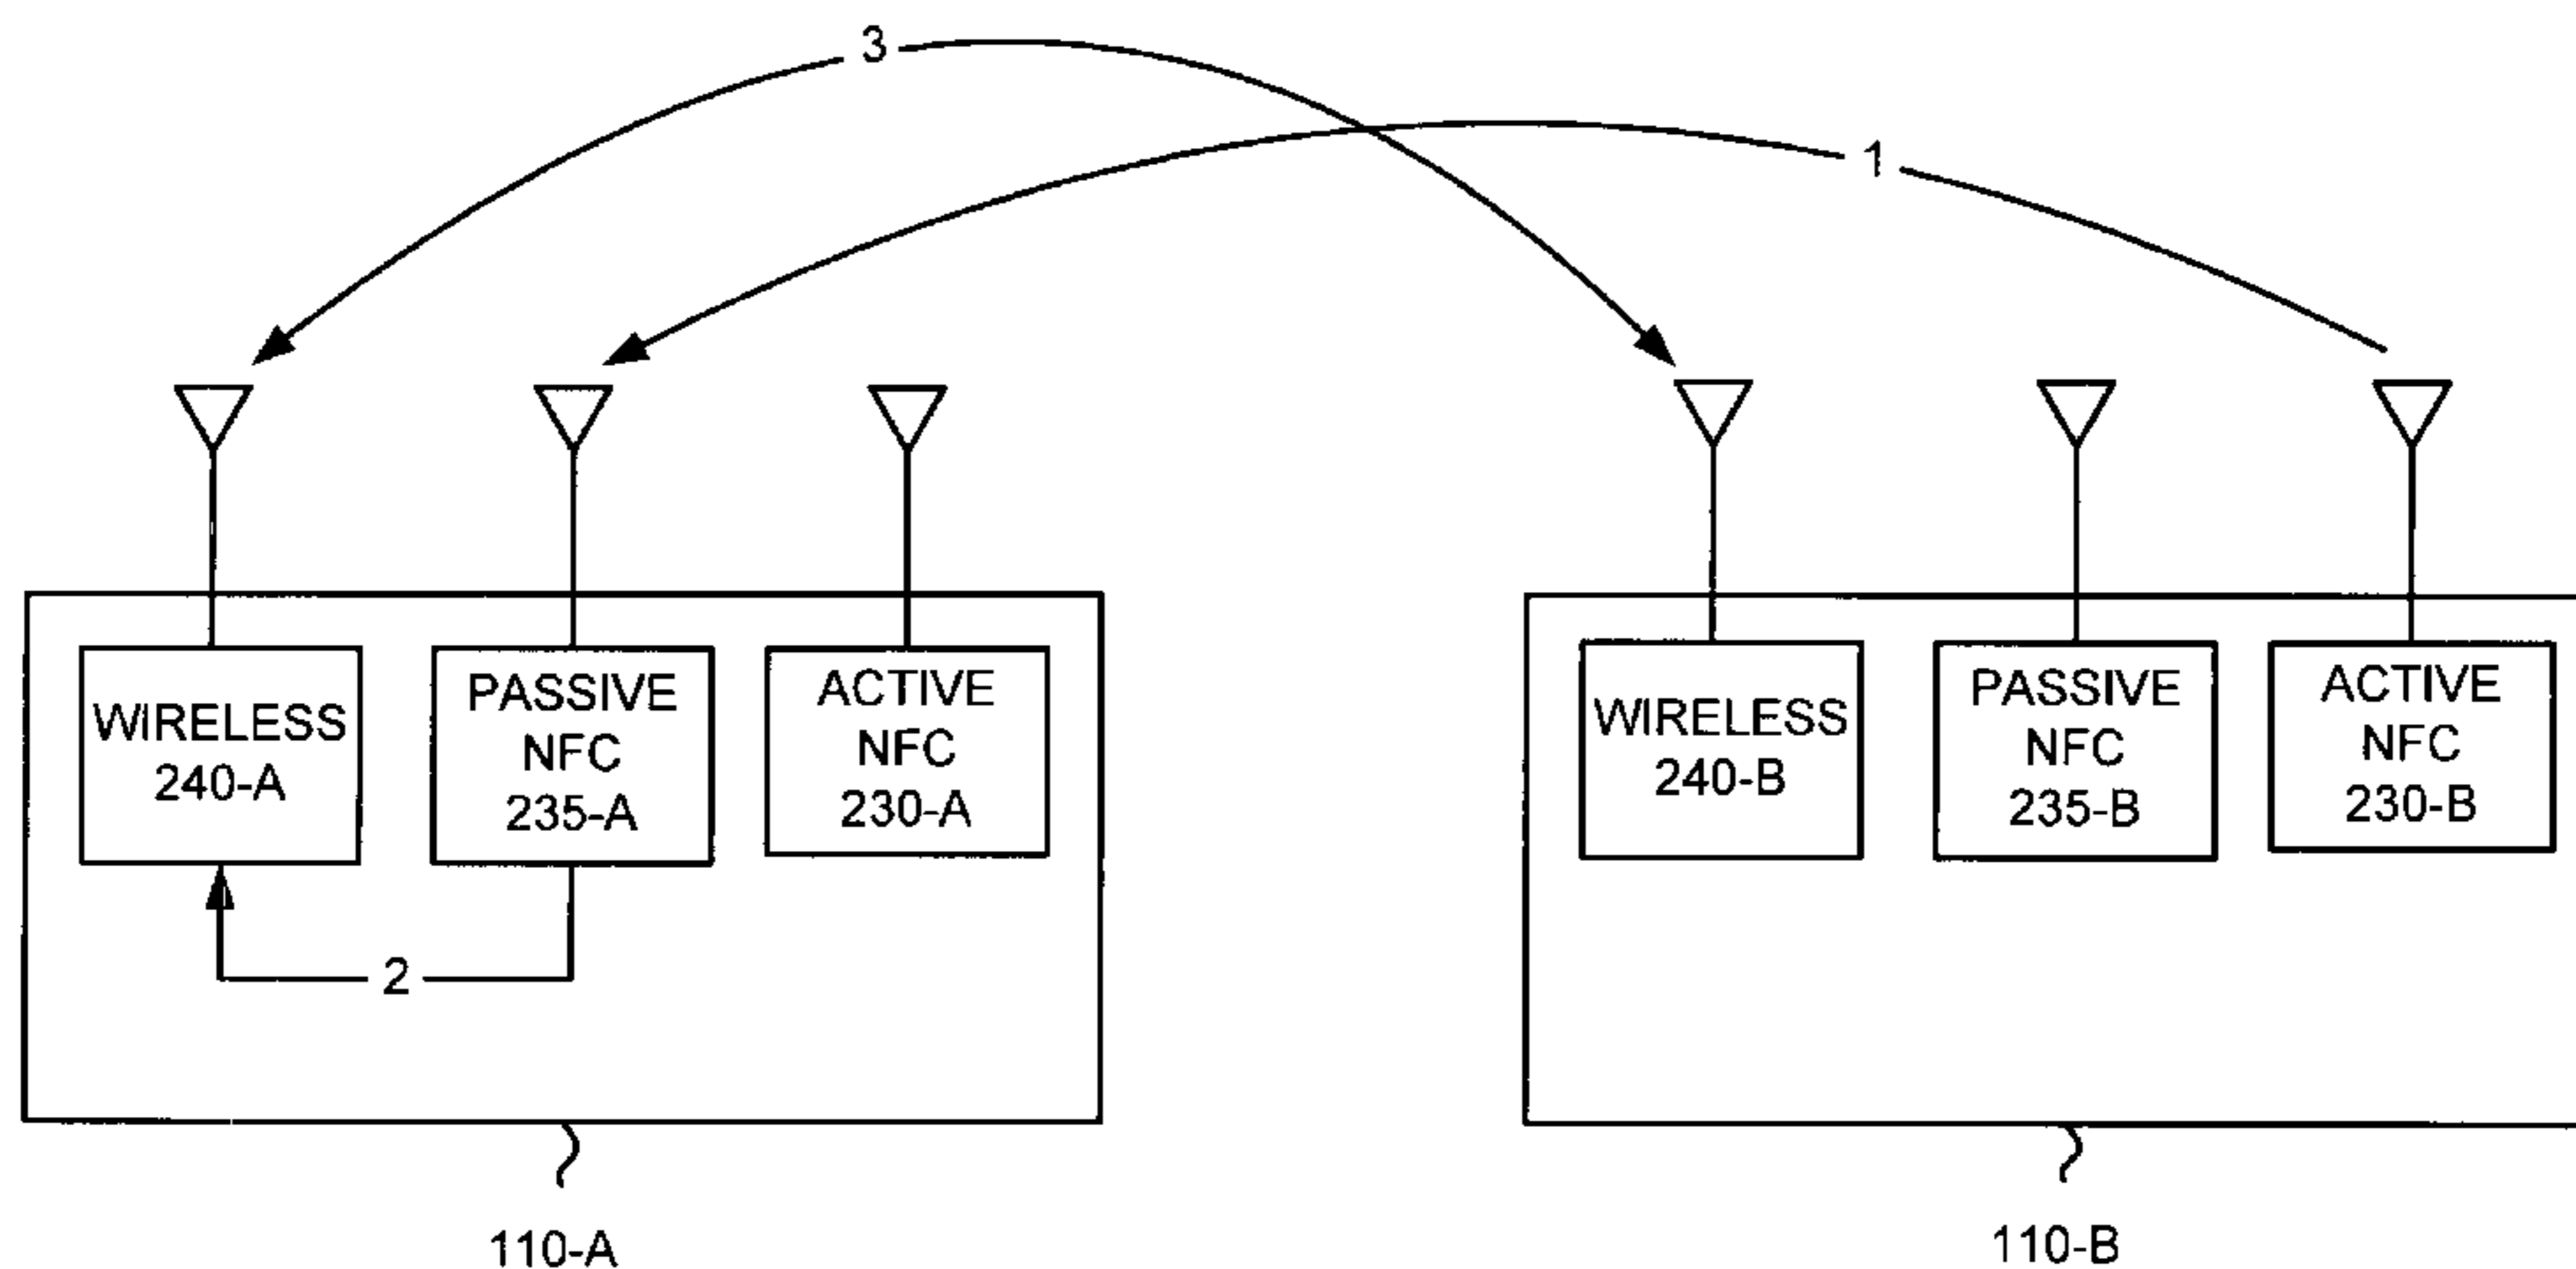 3
1
WIRELESS
240-A
PASSIVE
NFC
235-A
ACTIVE
NFC
230-A
WIRELESS
240-B
PASSIVE
NFC
235-B
ACTIVE
NFC
230-B
2
110-A
110-B